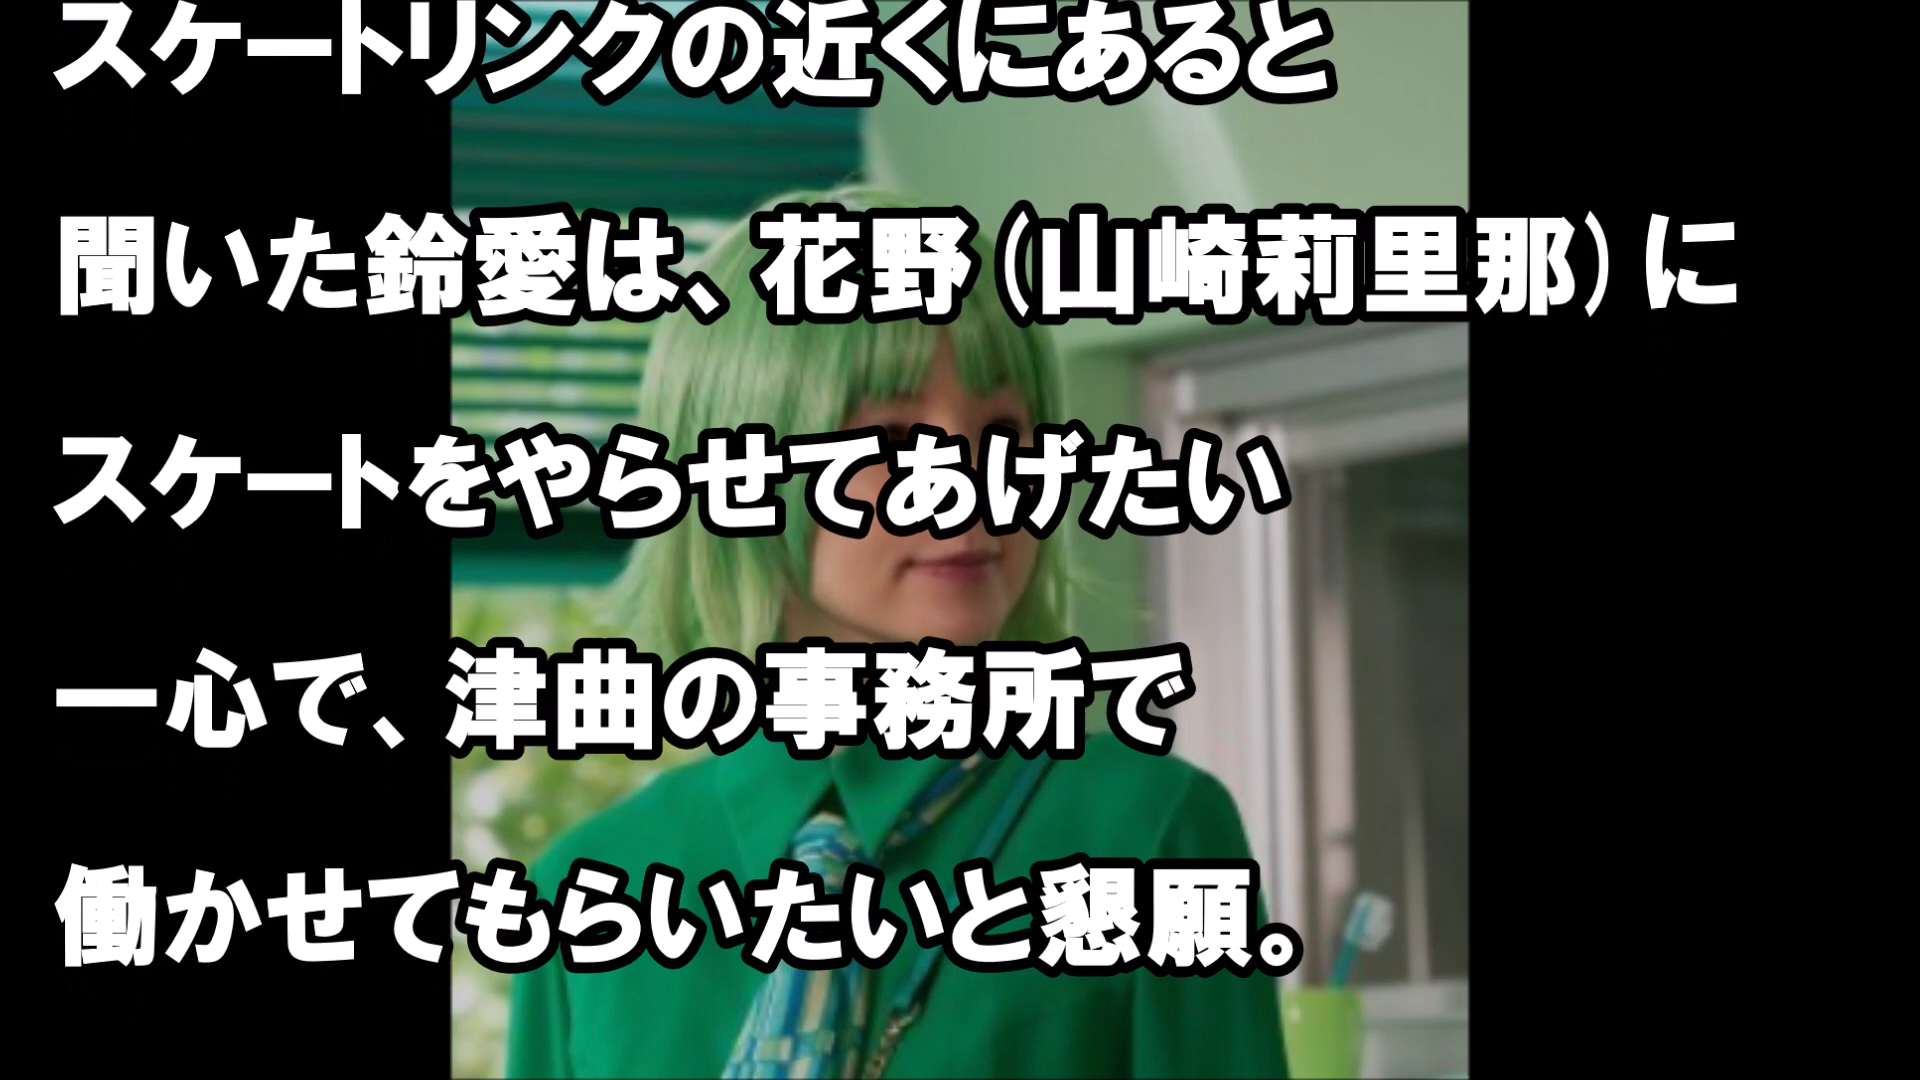 スケートリンクの近くにあると
聞いた鈴愛は、花野(山崎莉里那)に
スケートをやらせてあげたい
一心で、津曲の事務所で
働かせてもらいたいと懇願。